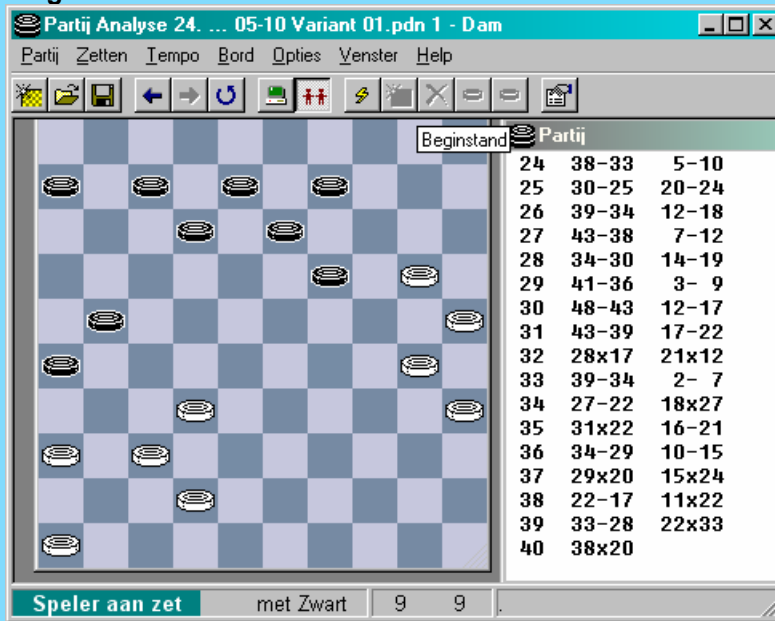 Partij Analyse 24. ... 05-10 Variant 01.pdn 1 - Dam
Partij Zetten Tempo Bord Opties Venster Help
Beginstand
Partij
24 38-33 5-10
25 30-25 20-24
26 39-34 12-18
27 43-38 7-12
28 34-30 14-19
29 41-36 3- 9
30 48-43 12-17
31 43-39 17-22
32 28x17 21x12
33 39-34 2- 7
34 27-22 18x27
35 31x22 16-21
36 34-29 10-15
37 29x20 15x24
38 22-17 11x22
39 33-28 22x33
40 38x20
Speler aan zet met Zwart 9 9 .